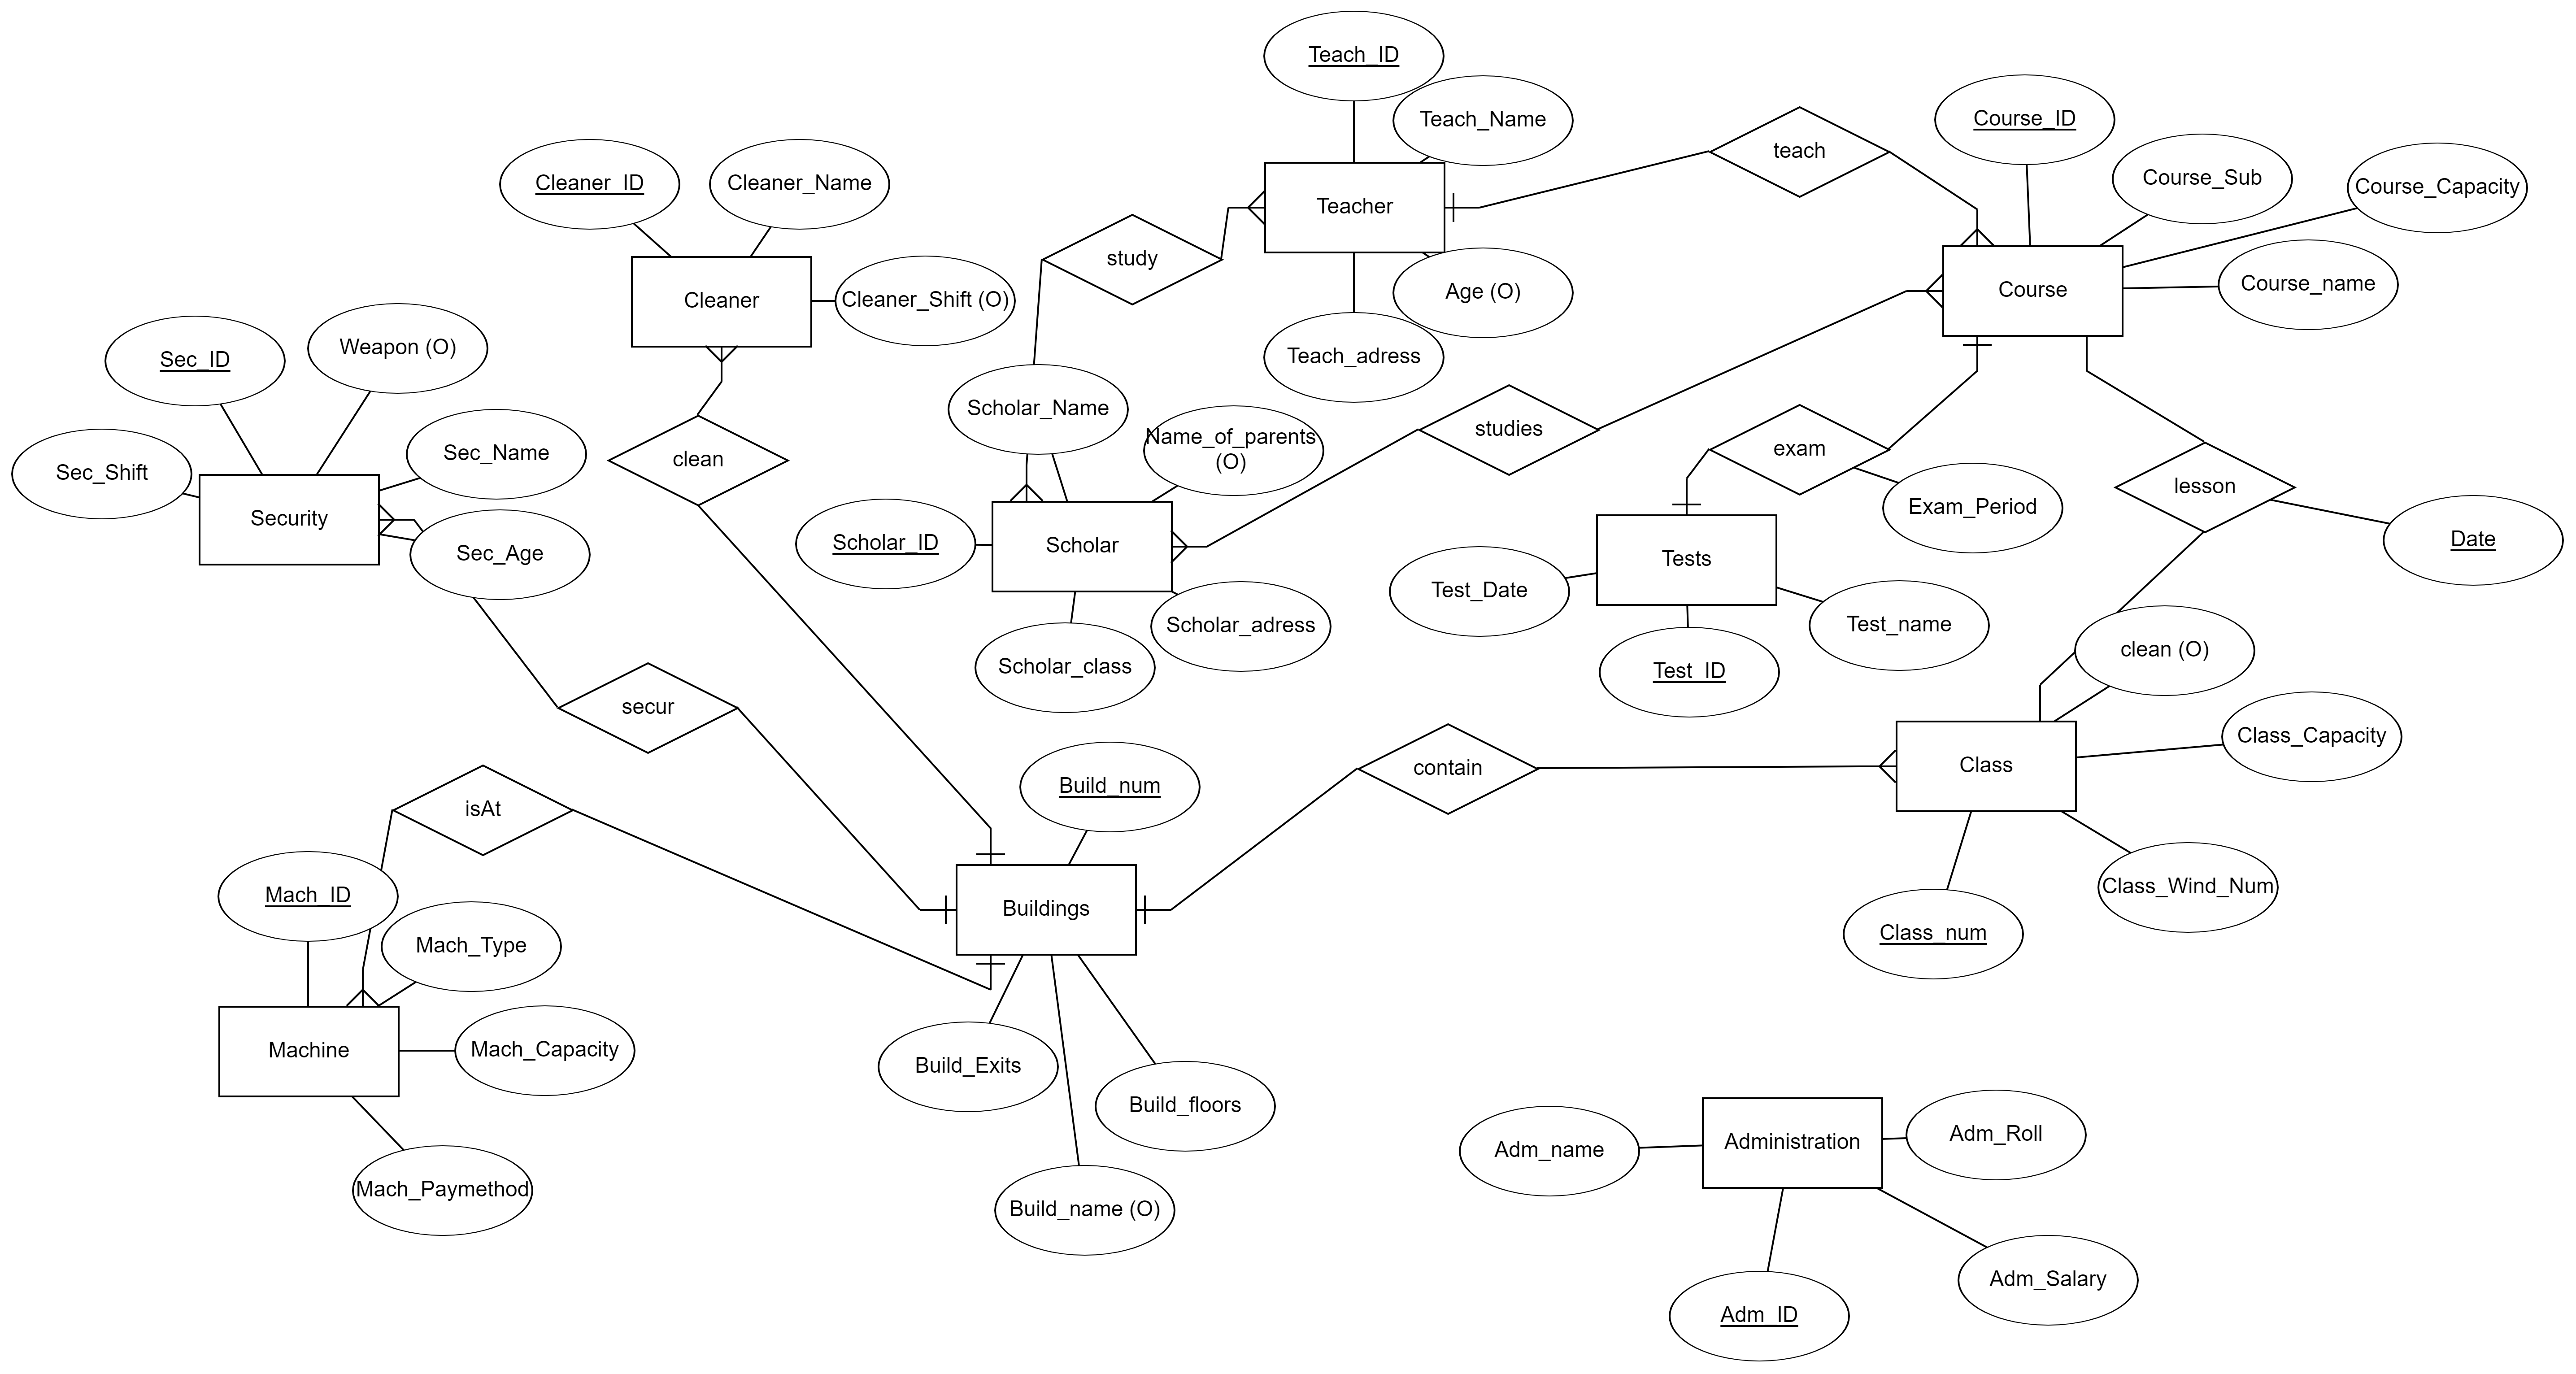 Teach_ID
Teach_Name
Course_ID
teach
Course_Sub
Course_Capacity
Cleaner_ID
Cleaner_Name
Teacher
study
Course
Course_name
Cleaner
Cleaner_Shift (O)
Age (O)
Teach_adress
Sec_ID
Weapon (O)
Scholar_Name
Name_of_parents
(O)
studies
exam
Sec_Shift
Sec_Name
clean
lesson
Exam_Period
Security
Sec_Age
Scholar_ID
Scholar
Tests
Date
Test_Date
Test_name
Scholar_adress
Scholar_class
Test_ID
clean (O)
secur
Class_Capacity
contain
Class
Build_num
isAt
Mach_ID
Class_Wind_Num
Buildings
Class_num
Mach_Type
Machine
Mach_Capacity
Build_Exits
Build_floors
Adm_name
Administration
Adm_Roll
Mach_Paymethod
Build_name (O)
Adm_Salary
Adm_ID